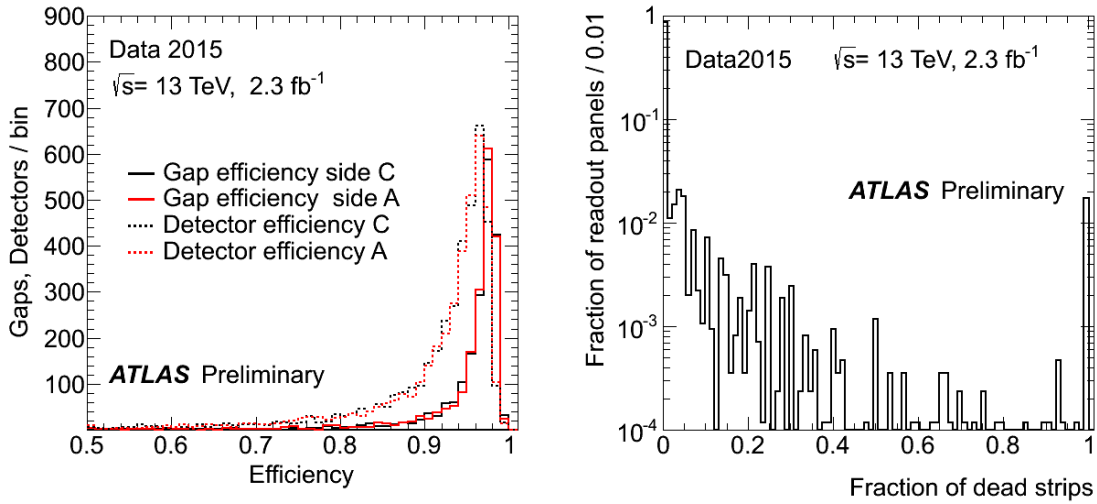 900
800
700
600
500
400
300
200
100
Gaps, Detectors / bin
Data 2015
√s= 13 TeV, 2.3 fb⁻¹
Gap efficiency side C
Gap efficiency side A
Detector efficiency C
Detector efficiency A
ATLAS Preliminary
0.5 0.6 0.7 0.8 0.9 1
Efficiency
Fraction of readout panels / 0.01
1
10⁻¹
10⁻²
10⁻³
10⁻⁴
Data2015 √s= 13 TeV, 2.3 fb⁻¹
ATLAS Preliminary
0 0.2 0.4 0.6 0.8 1
Fraction of dead strips